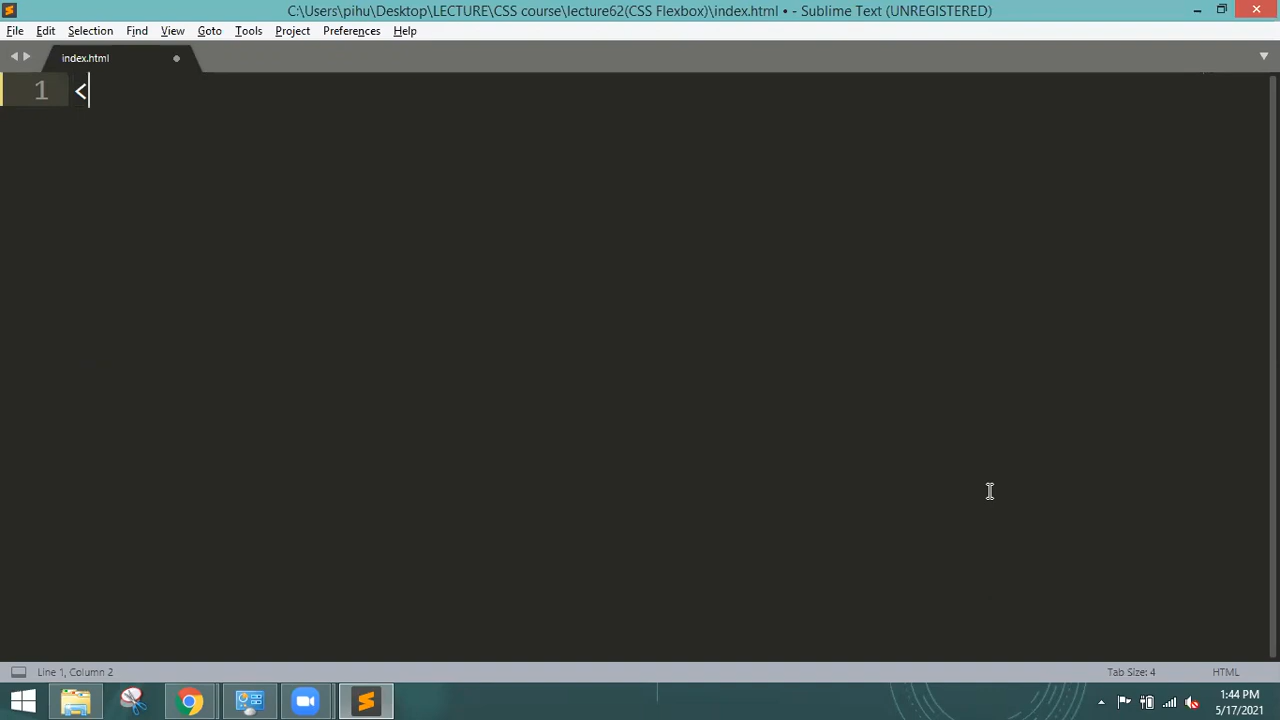 C:\Users\pihu\Desktop\LECTURE\CSS course\lecture62(CSS Flexbox)\index.html • - Sublime Text (UNREGISTERED)
File Edit Selection Find View Goto Tools Project Preferences Help
index.html
1 <
Line 1, Column 2 Tab Size: 4 HTML
1:44 PM
5/17/2021